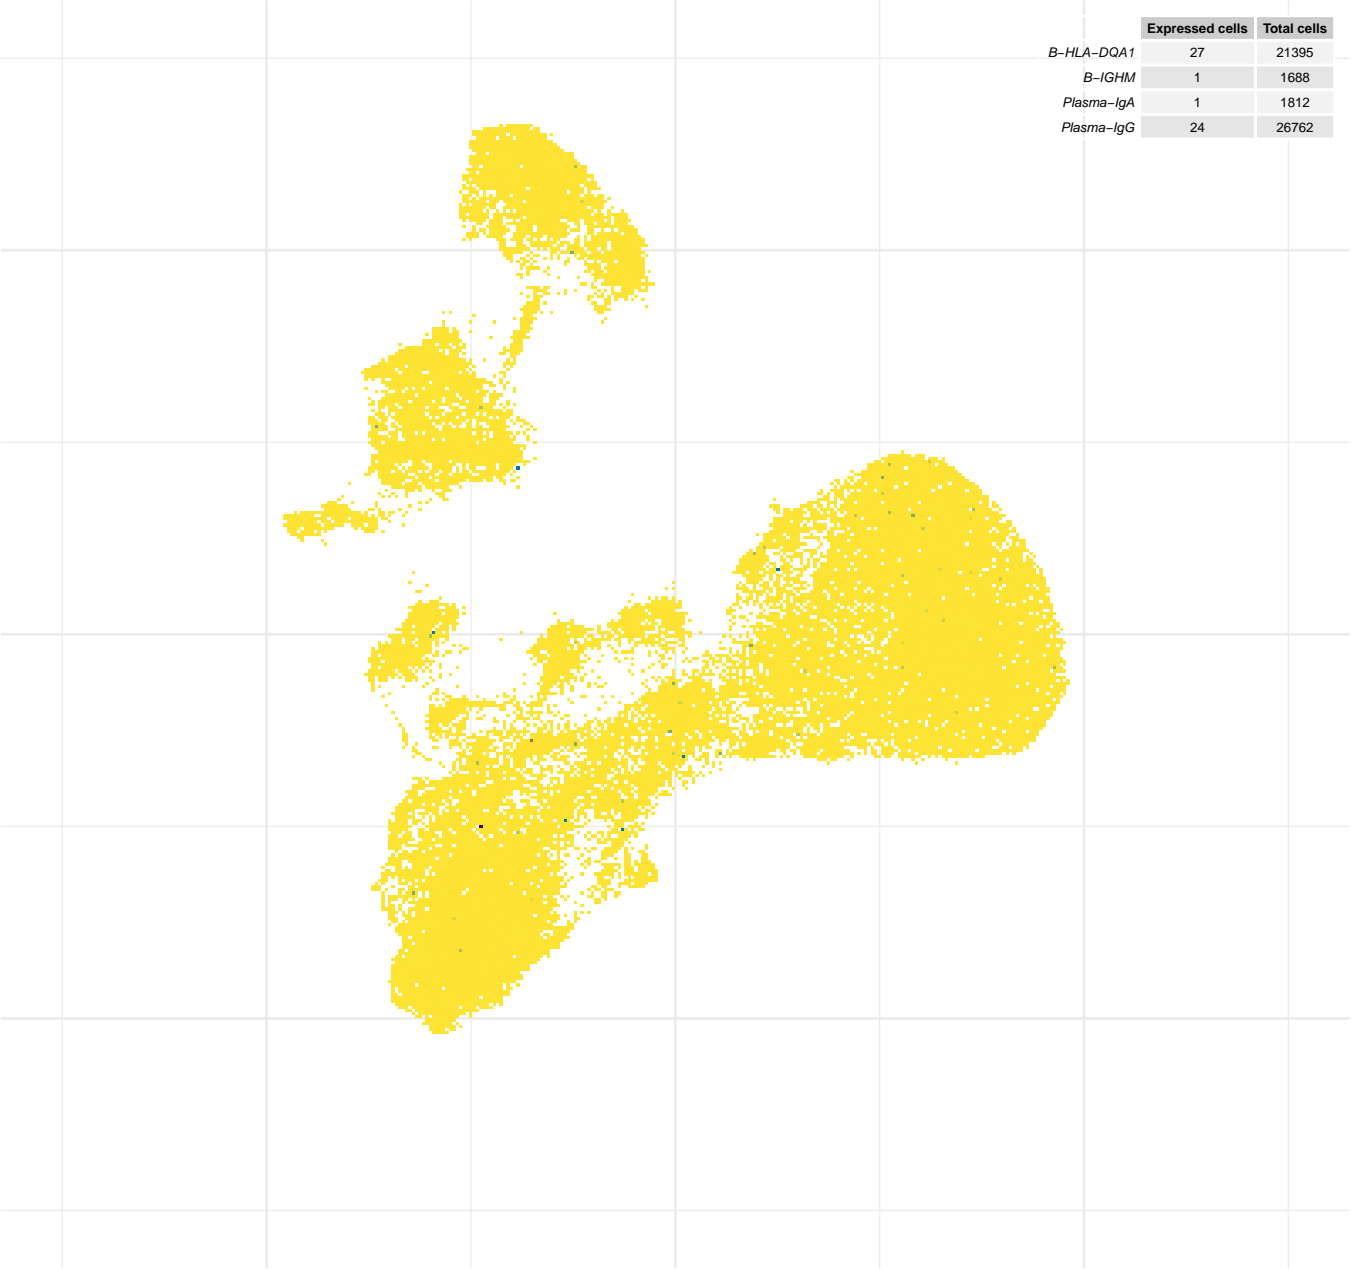 Expressed cells Total cells
B−HLA−DQA1 27 21395
B−IGHM 1 1688
Plasma−IgA 1 1812
Plasma−IgG 24 26762